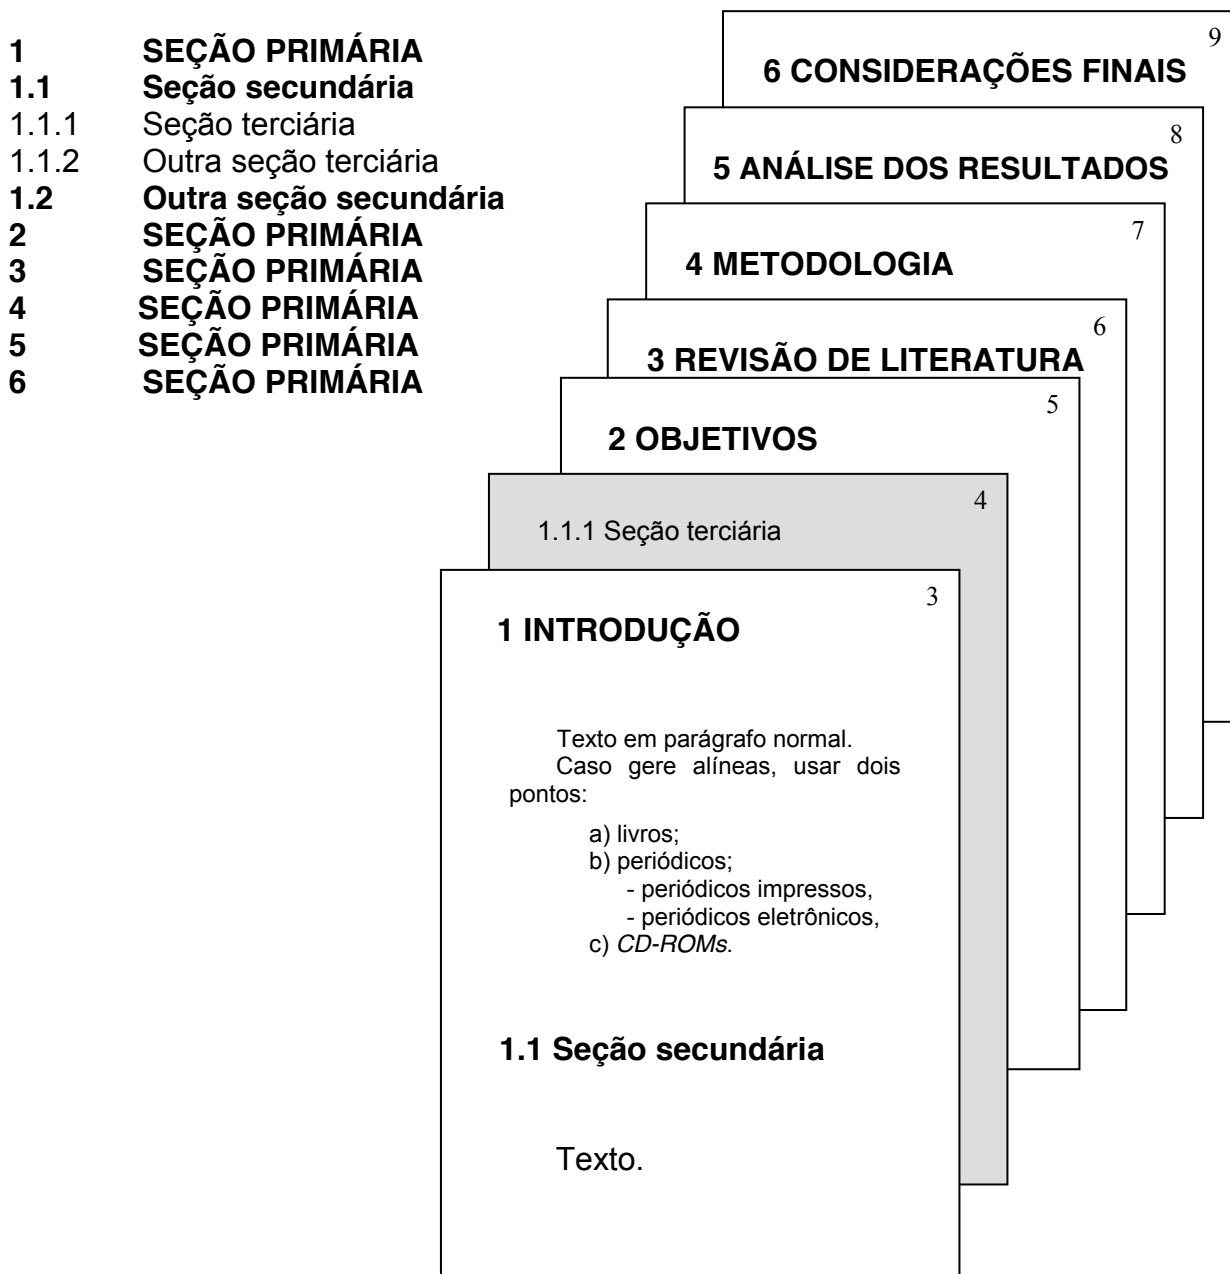 1 SEÇÃO PRIMÁRIA
1.1 Seção secundária
1.1.1 Seção terciária
1.1.2 Outra seção terciária
1.2 Outra seção secundária
2 SEÇÃO PRIMÁRIA
3 SEÇÃO PRIMÁRIA
4 SEÇÃO PRIMÁRIA
5 SEÇÃO PRIMÁRIA
6 SEÇÃO PRIMÁRIA
9
6 CONSIDERAÇÕES FINAIS
8
5 ANÁLISE DOS RESULTADOS
7
4 METODOLOGIA
6
3 REVISÃO DE LITERATURA
5
2 OBJETIVOS
4
1.1.1 Seção terciária
3
1 INTRODUÇÃO
Texto em parágrafo normal.
Caso gere alíneas, usar dois
pontos:
a) livros;
b) periódicos;
- periódicos impressos,
- periódicos eletrônicos,
c) CD-ROMs.
1.1 Seção secundária
Texto.